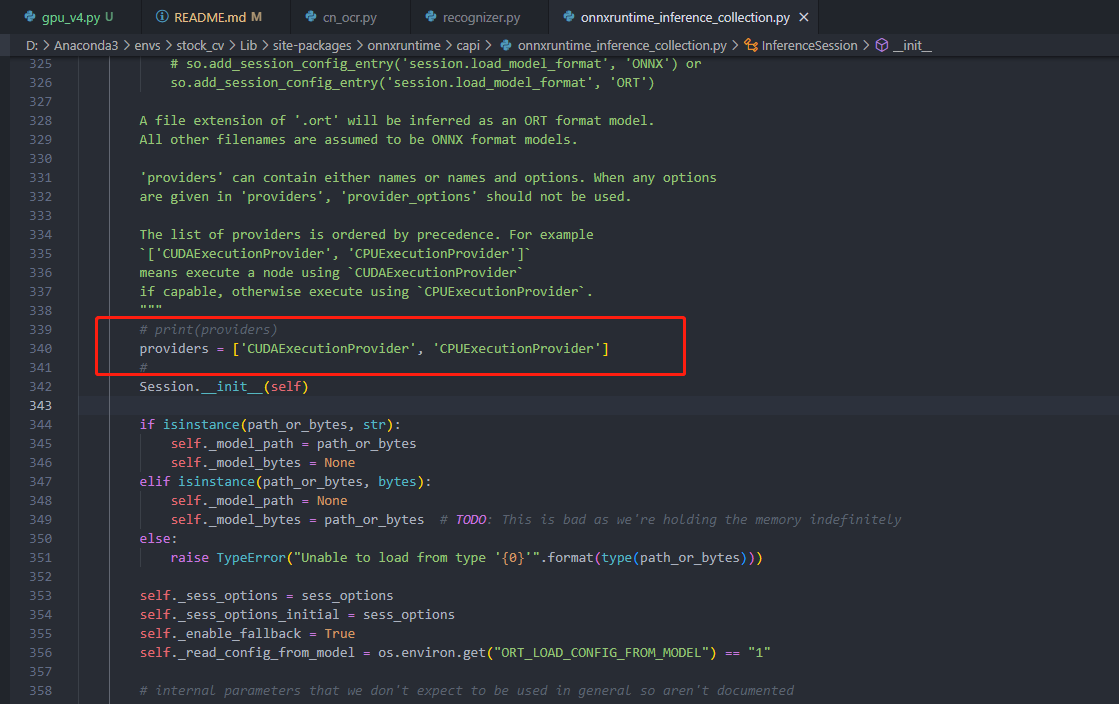 gpu_v4.py U README.md M cn_ocr.py recognizer.py onnxruntime_inference_collection.py
D: > Anaconda3 > envs > stock_cv > Lib > site-packages > onnxruntime > capi > onnxruntime_inference_collection.py > InferenceSession > __init__
325 # so.add_session_config_entry('session.load_model_format', 'ONNX') or
326 so.add_session_config_entry('session.load_model_format', 'ORT')
327
328 A file extension of '.ort' will be inferred as an ORT format model.
329 All other filenames are assumed to be ONNX format models.
330
331 'providers' can contain either names or names and options. When any options
332 are given in 'providers', 'provider_options' should not be used.
333
334 The list of providers is ordered by precedence. For example
335 `['CUDAExecutionProvider', 'CPUExecutionProvider']`
336 means execute a node using `CUDAExecutionProvider`
337 if capable, otherwise execute using `CPUExecutionProvider`.
338 """
339 # print(providers)
340 providers = ['CUDAExecutionProvider', 'CPUExecutionProvider']
341 #
342 Session.__init__(self)
343
344 if isinstance(path_or_bytes, str):
345 self._model_path = path_or_bytes
346 self._model_bytes = None
347 elif isinstance(path_or_bytes, bytes):
348 self._model_path = None
349 self._model_bytes = path_or_bytes # TODO: This is bad as we're holding the memory indefinitely
350 else:
351 raise TypeError("Unable to load from type '{0}'".format(type(path_or_bytes)))
352
353 self._sess_options = sess_options
354 self._sess_options_initial = sess_options
355 self._enable_fallback = True
356 self._read_config_from_model = os.environ.get("ORT_LOAD_CONFIG_FROM_MODEL") == "1"
357
358 # internal parameters that we don't expect to be used in general so aren't documented